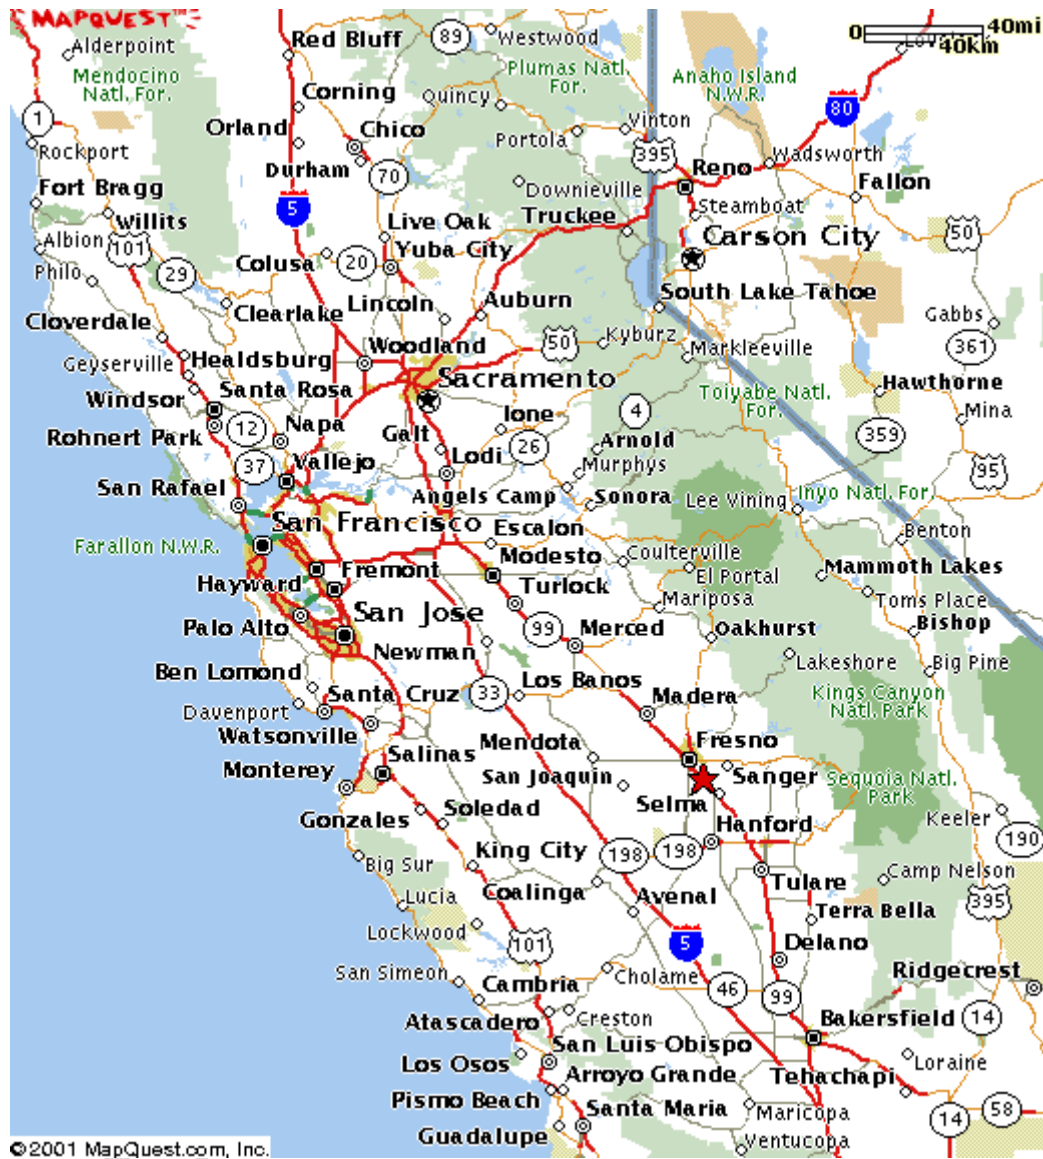 MAPQUEST™
0
40mi
40km
Alderpoint
Red Bluff
89
Westwood
Mendocino
Natl. For.
Plumas Natl.
For.
Anaho Island
N.W.R.
1
Corning
Quincy
80
Orland
Chico
Portola
Vinton
Rockport
Durham
70
395
Reno
Wadsworth
Fort Bragg
Downieville
Fallon
Willits
5
Live Oak
Truckee
Steamboat
Albion
101
Yuba City
Carson City
50
Philo
29
Colusa
20
Clearlake
Lincoln
Auburn
South Lake Tahoe
Gabbs
Cloverdale
Woodland
50
Kyburz
Markleeville
361
Geyserville
Healdsburg
Sacramento
Toiyabe Natl.
For.
Hawthorne
Windsor
Santa Rosa
Ione
4
Mina
Rohnert Park
12
Napa
Galt
26
Arnold
359
37
Vallejo
Lodi
Murphys
95
San Rafael
Angels Camp
Sonora
Lee Vining
Inyo Natl. For.
San Francisco
Escalon
Benton
Farallon N.W.R.
Modesto
Coulterville
Mammoth Lakes
Hayward
Fremont
Turlock
El Portal
Toms Place
Palo Alto
San Jose
99
Merced
Mariposa
Oakhurst
Bishop
Newman
Lakeshore
Big Pine
Ben Lomond
Santa Cruz
33
Los Banos
Madera
Kings Canyon
Natl. Park
Davenport
Watsonville
Mendota
Fresno
Salinas
San Joaquin
Sanger
Sequoia Natl.
Park
Monterey
Selma
Gonzales
Soledad
Hanford
Keeler
190
Big Sur
King City
198
198
Tulare
Camp Nelson
Lucia
Coalinga
Avenal
395
Terra Bella
Lockwood
101
5
Delano
San Simeon
Cholame
Ridgecrest
Cambria
46
99
Atascadero
Creston
Bakersfield
14
Los Osos
San Luis Obispo
Loraine
Arroyo Grande
Tehachapi
Pismo Beach
Santa Maria
Maricopa
14
58
Guadalupe
Ventucopa
©2001 MapQuest.com, Inc.